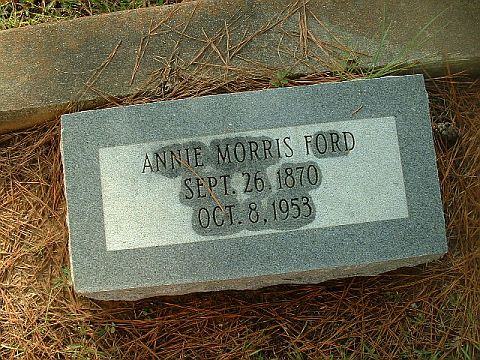 ANNIE MORRIS FORD
SEPT. 26. 1870
OCT. 8. 1953